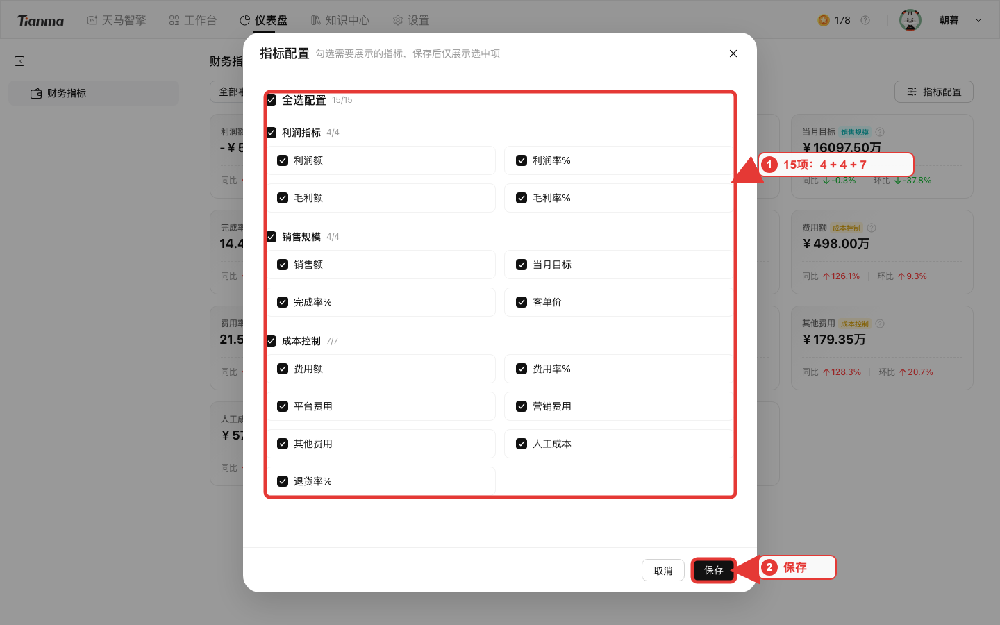 Tianma 天马智擎 工作台 仪表盘 知识中心 设置 178 朝暮
财务指标
财务指
全部事
指标配置
指标配置 勾选需要展示的指标，保存后仅展示选中项
全选配置 15/15
利润指标 4/4
利润额 利润率%
毛利额 毛利率%
销售规模 4/4
销售额 当月目标
完成率% 客单价
成本控制 7/7
费用额 费用率%
平台费用 营销费用
其他费用 人工成本
退货率%
取消 保存
1 15项：4 + 4 + 7
2 保存
利润额
-¥5
同比
当月目标 销售规模
¥16097.50万
同比 ↓-0.3% 环比 ↓-37.8%
完成率
14.4
同比
费用额 成本控制
¥498.00万
同比 ↑126.1% 环比 ↑9.3%
费用率
21.5
同比
其他费用 成本控制
¥179.35万
同比 ↑128.3% 环比 ↑20.7%
人工成
¥57
同比